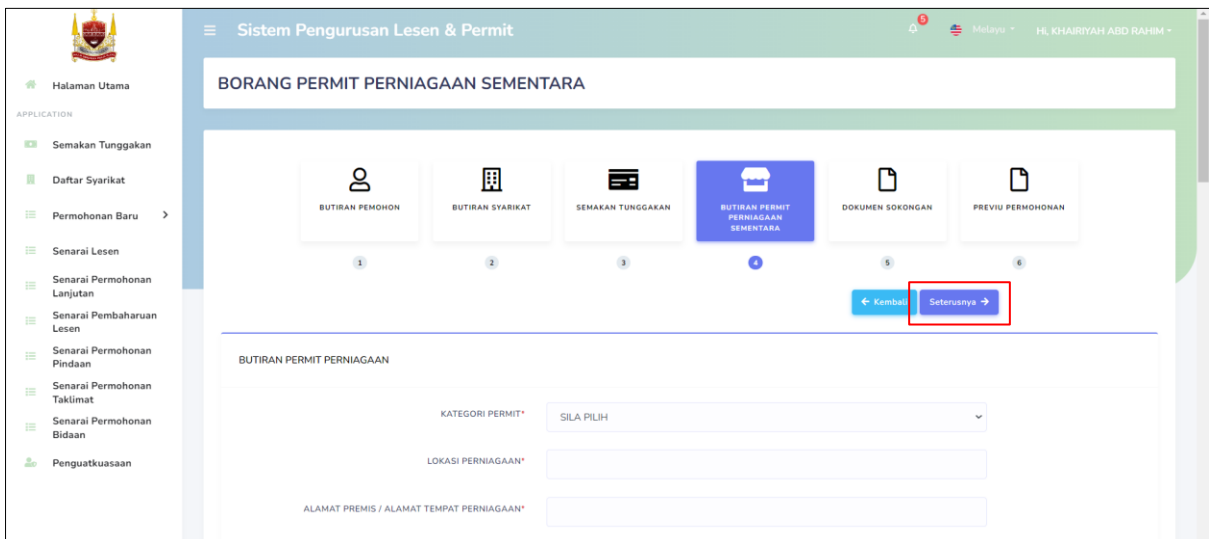 Sistem Pengurusan Lesen & Permit
5
Melayu
HI, KHAIRIYAH ABD RAHIM
Halaman Utama
APPLICATION
Semakan Tunggakan
Daftar Syarikat
Permohonan Baru
Senarai Lesen
Senarai Permohonan
Lanjutan
Senarai Pembaharuan
Lesen
Senarai Permohonan
Pindaan
Senarai Permohonan
Taklimat
Senarai Permohonan
Bidaan
Penguatkuasaan
BORANG PERMIT PERNIAGAAN SEMENTARA
BUTIRAN PEMOHON
BUTIRAN SYARIKAT
SEMAKAN TUNGGAKAN
BUTIRAN PERMIT
PERNIAGAAN
SEMENTARA
DOKUMEN SOKONGAN
PREVIU PERMOHONAN
1
2
3
4
5
6
← Kembali
Seterusnya →
BUTIRAN PERMIT PERNIAGAAN
KATEGORI PERMIT*
SILA PILIH
LOKASI PERNIAGAAN*
ALAMAT PREMIS / ALAMAT TEMPAT PERNIAGAAN*